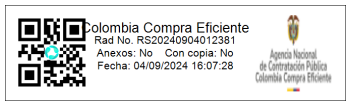 Colombia Compra Eficiente
Rad No. RS20240904012381
Anexos: No Con copia: No
Fecha: 04/09/2024 16:07:28
Agencia Nacional
de Contratación Pública
Colombia Compra Eficiente